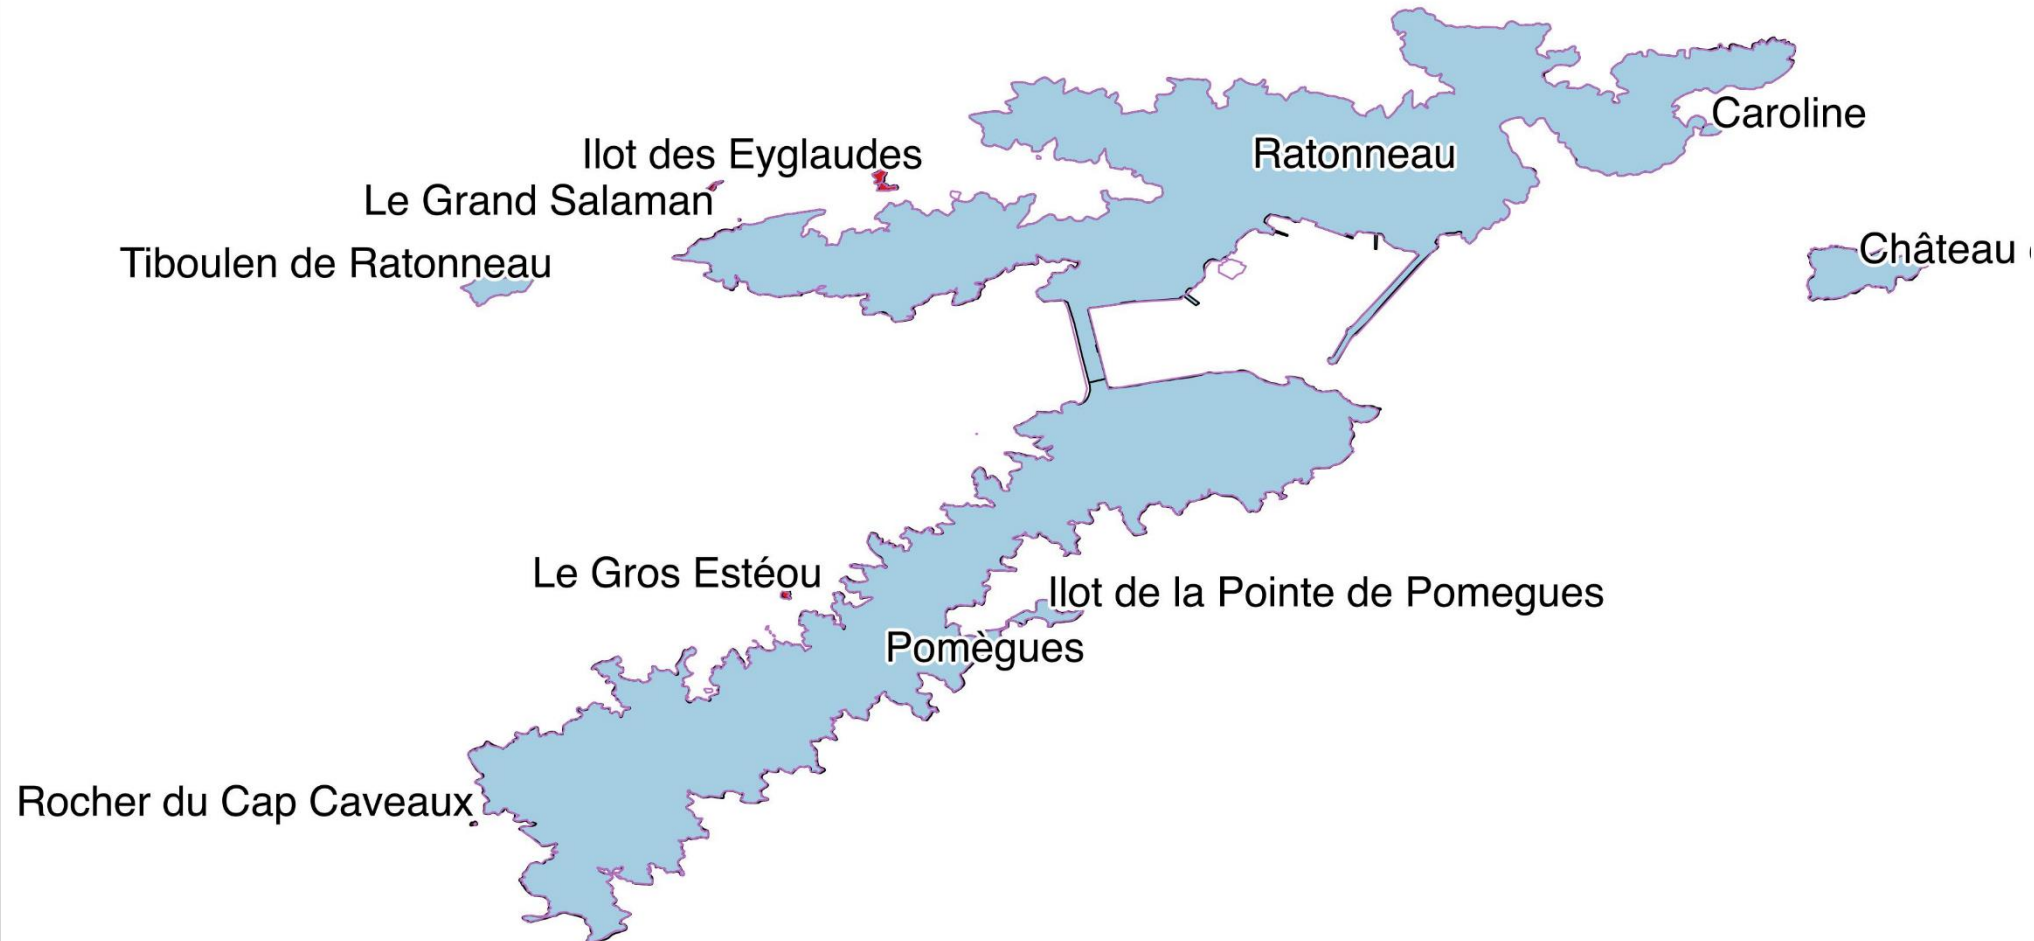 Caroline
Ilot des Eyglaudes
Ratonneau
Le Grand Salaman
Tiboulen de Ratonneau
Château
Le Gros Estéou
Ilot de la Pointe de Pomegues
Pomègues
Rocher du Cap Caveaux